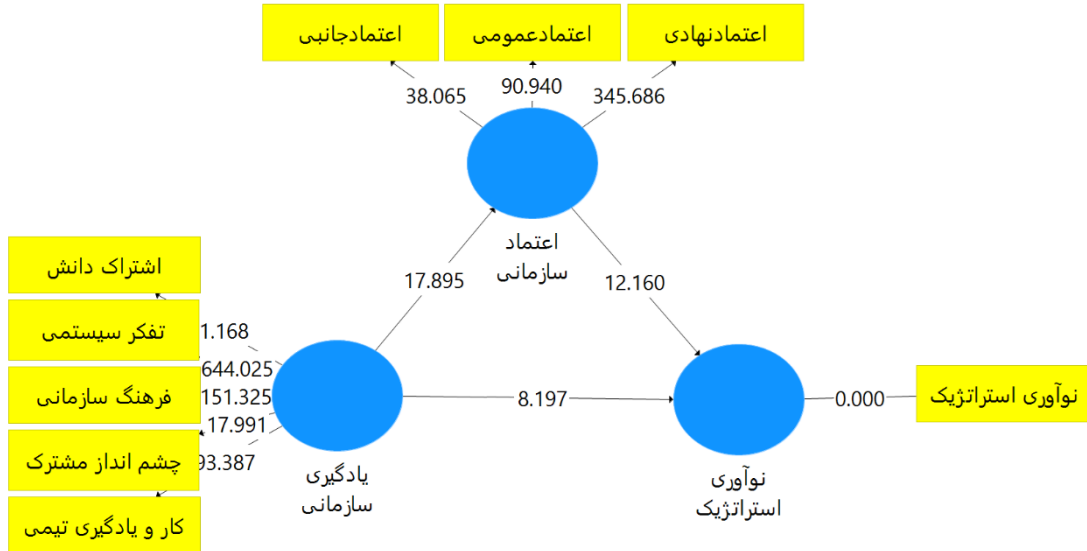 اعتمادجانبی
اعتمادعمومی
اعتمادنهادی
38.065
90.940
345.686
اعتماد
سازمانی
17.895
12.160
اشتراک دانش
تفکر سیستمی
فرهنگ سازمانی
چشم انداز مشترک
کار و یادگیری تیمی
1.168
644.025
151.325
17.991
93.387
یادگیری
سازمانی
8.197
نوآوری
استراتژیک
0.000
نوآوری استراتژیک